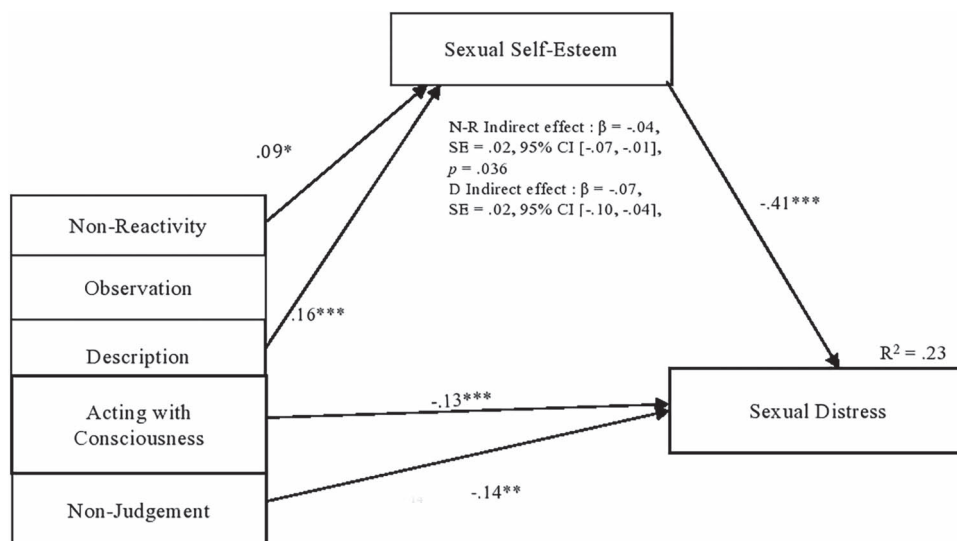 Sexual Self-Esteem
N-R Indirect effect : β = -.04,
SE = .02, 95% CI [-.07, -.01],
p = .036
D Indirect effect : β = -.07,
SE = .02, 95% CI [-.10, -.04],
.09*
-.41***
Non-Reactivity
Observation
.16***
Description
R² = .23
Acting with
Consciousness
-.13***
Sexual Distress
-.14**
Non-Judgement